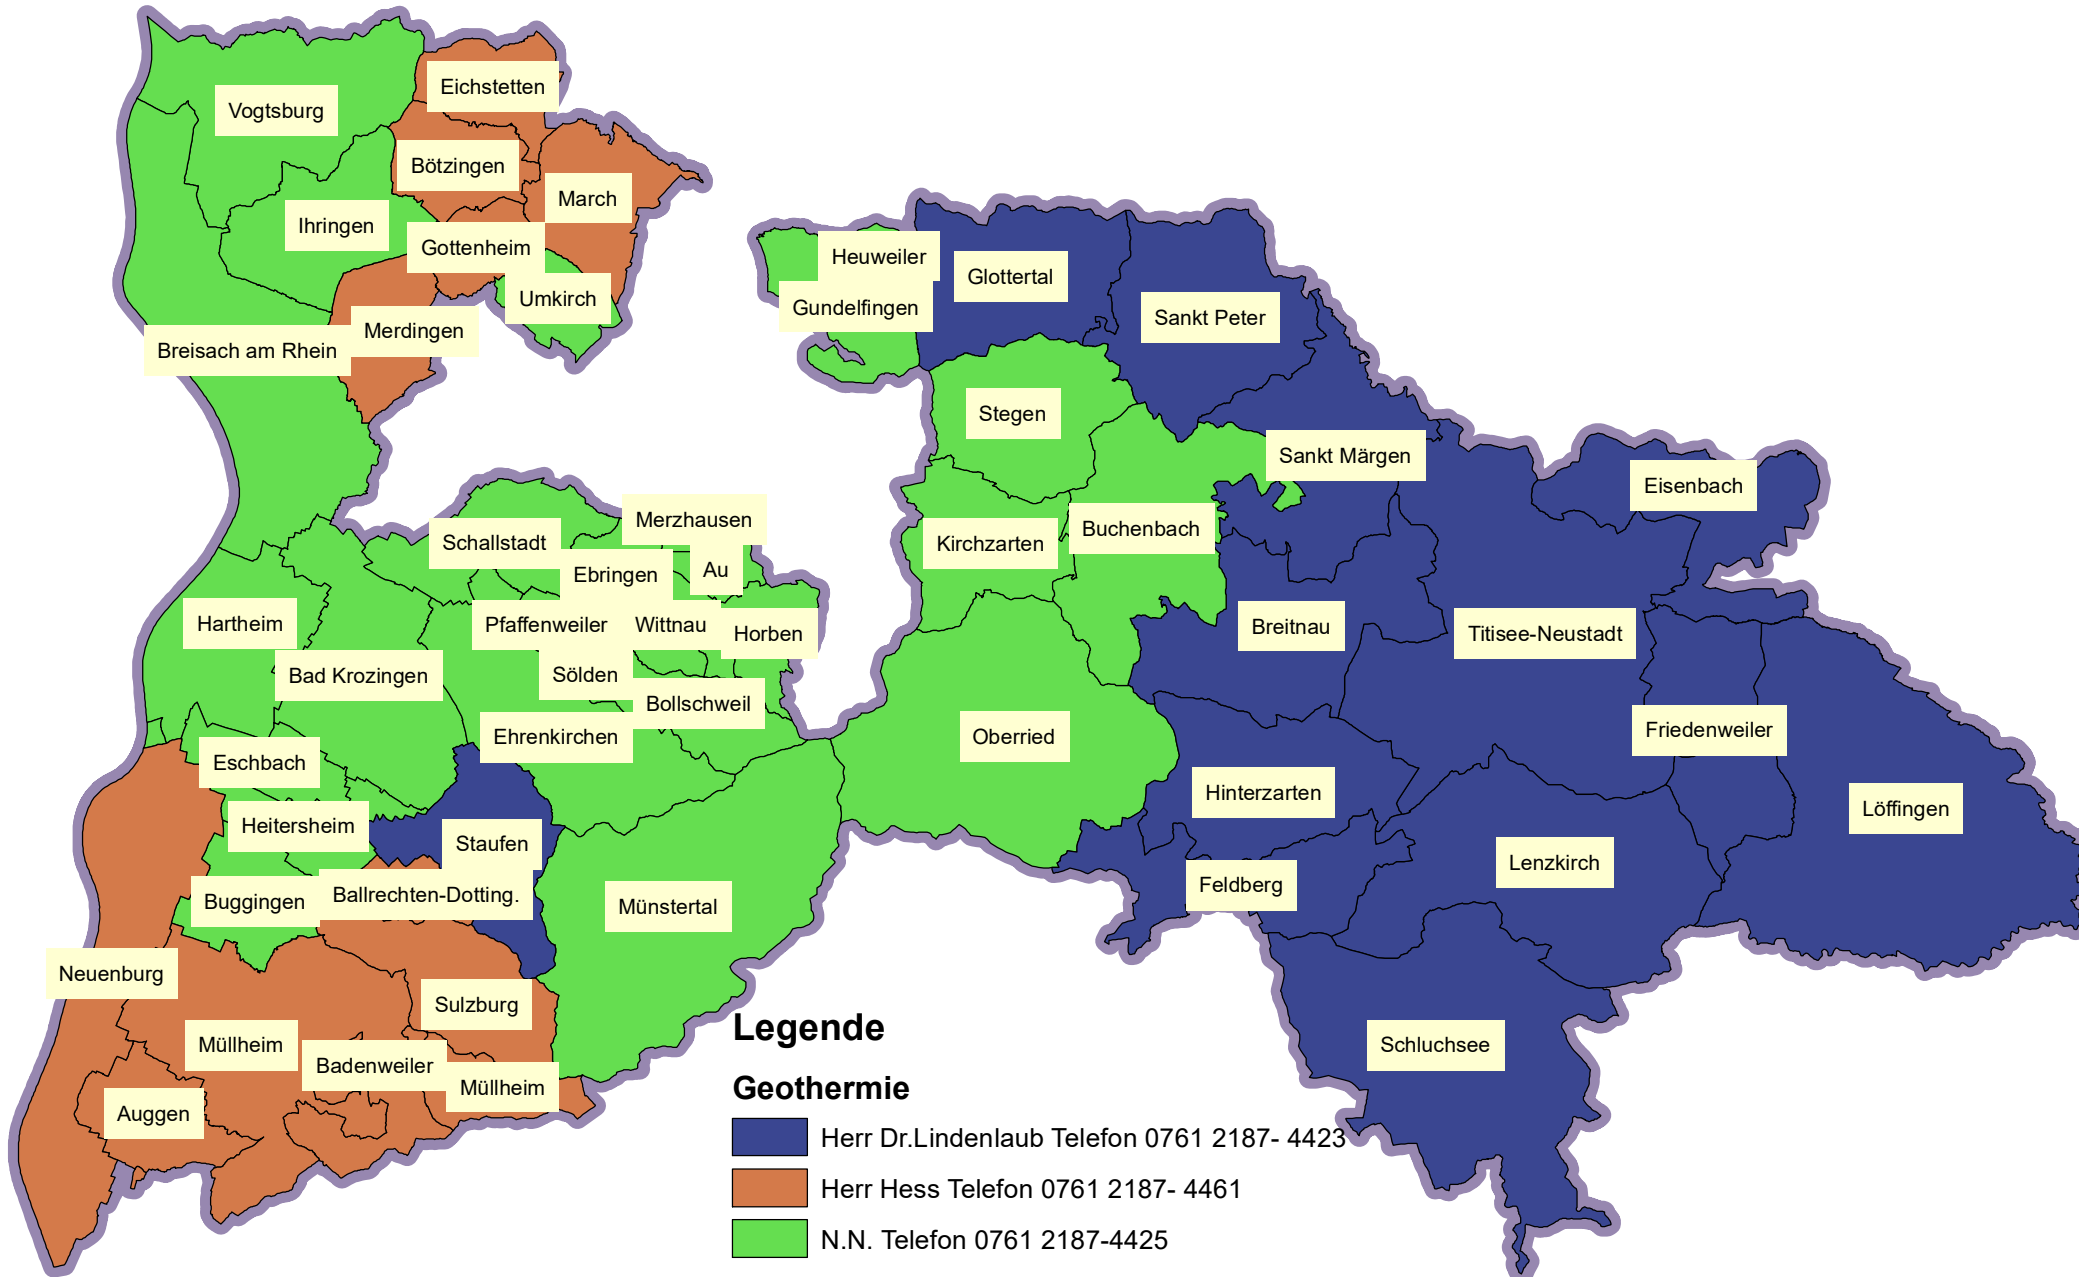 Eichstetten
Vogtsburg
Bötzingen
March
Ihringen
Gottenheim
Heuweiler
Glottertal
Umkirch
Gundelfingen
Sankt Peter
Merdingen
Breisach am Rhein
Stegen
Sankt Märgen
Eisenbach
Merzhausen
Buchenbach
Schallstadt
Kirchzarten
Au
Ebringen
Hartheim
Pfaffenweiler
Wittnau
Horben
Breitnau
Titisee-Neustadt
Bad Krozingen
Sölden
Bollschweil
Ehrenkirchen
Oberried
Friedenweiler
Eschbach
Hinterzarten
Löffingen
Heitersheim
Staufen
Lenzkirch
Feldberg
Ballrechten-Dotting.
Buggingen
Münstertal
Neuenburg
Sulzburg
Müllheim
Badenweiler
Müllheim
Auggen
Schluchsee
Legende
Geothermie
Herr Dr.Lindenlaub Telefon 0761 2187- 4423
Herr Hess Telefon 0761 2187- 4461
N.N. Telefon 0761 2187-4425